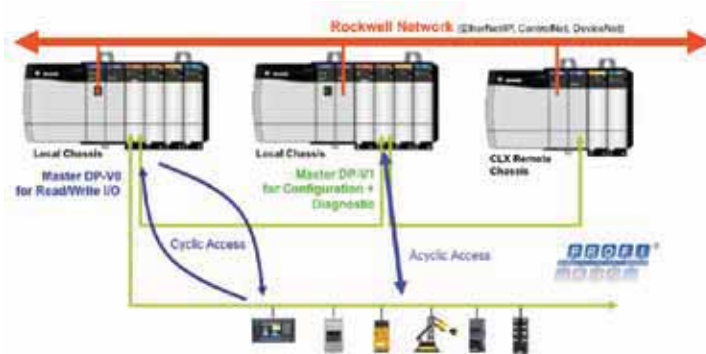 Rockwell Network (EtherNet/IP, ControlNet, DeviceNet)
Local Chassis
Local Chassis
CLX Remote
Chassis
Master DP-V0
for Read/Write I/O
Master DP-V1
for Configuration +
Diagnostic
Cyclic Access
Acyclic Access
PROFI
BUS